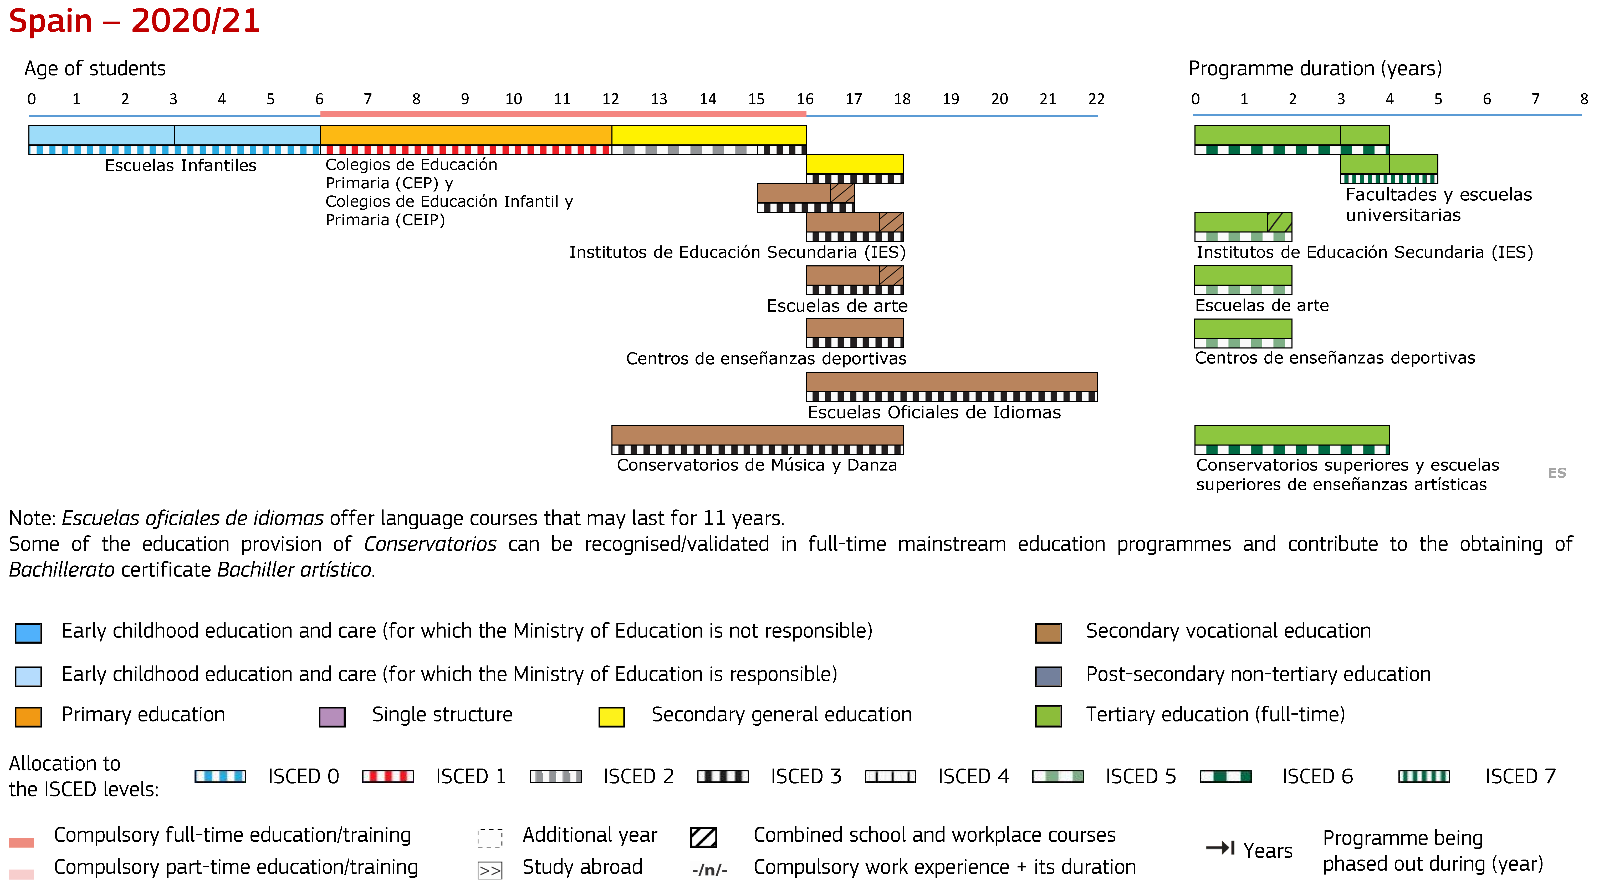 Spain – 2020/21
Age of students
Programme duration (years)
0 1 2 3 4 5 6 7 8 9 10 11 12 13 14 15 16 17 18 19 20 21 22
0 1 2 3 4 5 6 7 8
Escuelas Infantiles
Colegios de Educación
Primaria (CEP) y
Colegios de Educación Infantil y
Primaria (CEIP)
Facultades y escuelas
universitarias
Institutos de Educación Secundaria (IES)
Institutos de Educación Secundaria (IES)
Escuelas de arte
Escuelas de arte
Centros de enseñanzas deportivas
Centros de enseñanzas deportivas
Escuelas Oficiales de Idiomas
Conservatorios de Música y Danza
Conservatorios superiores y escuelas
superiores de enseñanzas artísticas
ES
Note: Escuelas oficiales de idiomas offer language courses that may last for 11 years.
Some of the education provision of Conservatorios can be recognised/validated in full-time mainstream education programmes and contribute to the obtaining of
Bachillerato certificate Bachiller artístico.
Early childhood education and care (for which the Ministry of Education is not responsible)
Secondary vocational education
Early childhood education and care (for which the Ministry of Education is responsible)
Post-secondary non-tertiary education
Primary education
Single structure
Secondary general education
Tertiary education (full-time)
Allocation to
the ISCED levels:
ISCED 0
ISCED 1
ISCED 2
ISCED 3
ISCED 4
ISCED 5
ISCED 6
ISCED 7
Compulsory full-time education/training
Additional year
Combined school and workplace courses
Years
Programme being
phased out during (year)
Compulsory part-time education/training
>> Study abroad
-/n/- Compulsory work experience + its duration